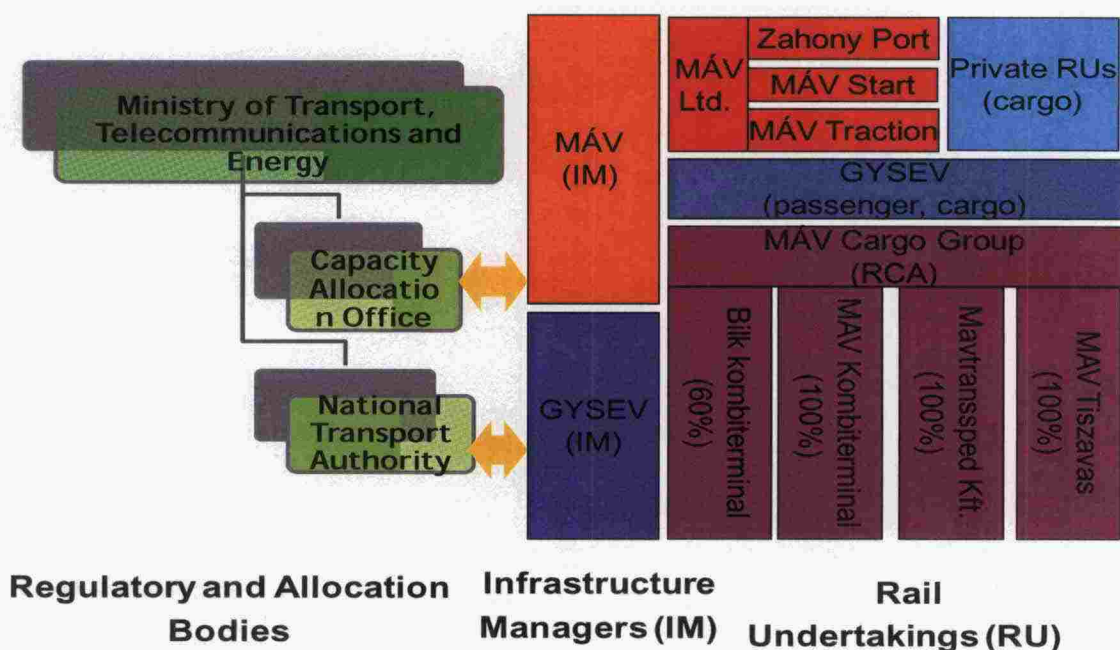 Ministry of Transport,
Telecommunications and
Energy
Capacity
Allocatio
n Office
National
Transport
Authority
MÁV
(IM)
GYSEV
(IM)
MÁV
Ltd.
Zahony Port
MÁV Start
MÁV Traction
Private RUs
(cargo)
GYSEV
(passenger, cargo)
MÁV Cargo Group
(RCA)
Bilk kombiterminal
(60%)
MAV Kombiterminal
(100%)
Mavtranssped Kft.
(100%)
MAV Tiszavas
(100%)
Regulatory and Allocation
Bodies
Infrastructure
Managers (IM)
Rail
Undertakings (RU)